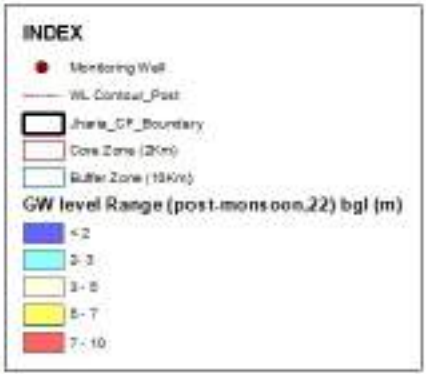 INDEX
Monitoring Well
WL Contour_Post
Jharia_CF_Boundary
Core Zone (2Km)
Buffer Zone (10Km)
GW level Range (post-monsoon,22) bgl (m)
< 2
2- 3
3 - 5
5 - 7
7 - 10